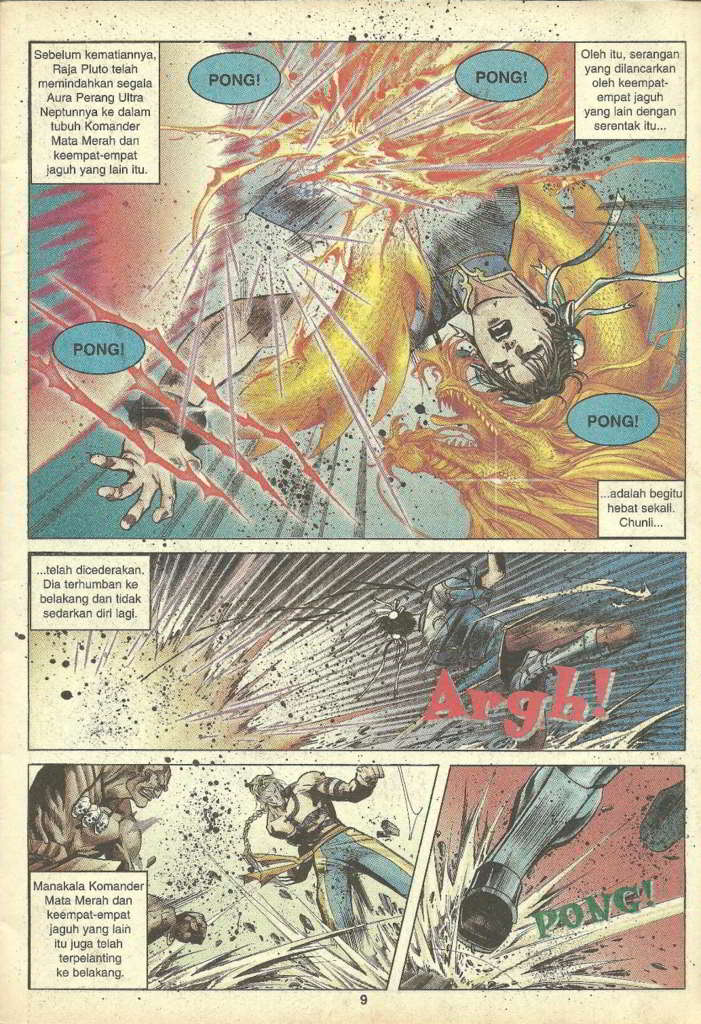 Sebelum kematiannya,
Raja Pluto telah
memindahkan segala
Aura Perang Ultra
Neptunnya ke dalam
tubuh Komander
Mata Merah dan
keempat-empat
jaguh yang lain itu.
PONG!
PONG!
Oleh itu, serangan
yang dilancarkan
oleh keempat-
empat jaguh
yang lain dengan
serentak itu...
PONG!
PONG!
...adalah begitu
hebat sekali.
Chunli...
...telah dicederakan.
Dia terhumban ke
belakang dan tidak
sedarkan diri lagi.
Argh!
Manakala Komander
Mata Merah dan
keempat-empat
jaguh yang lain
itu juga telah
terpelanting
ke belakang.
PONG!
9